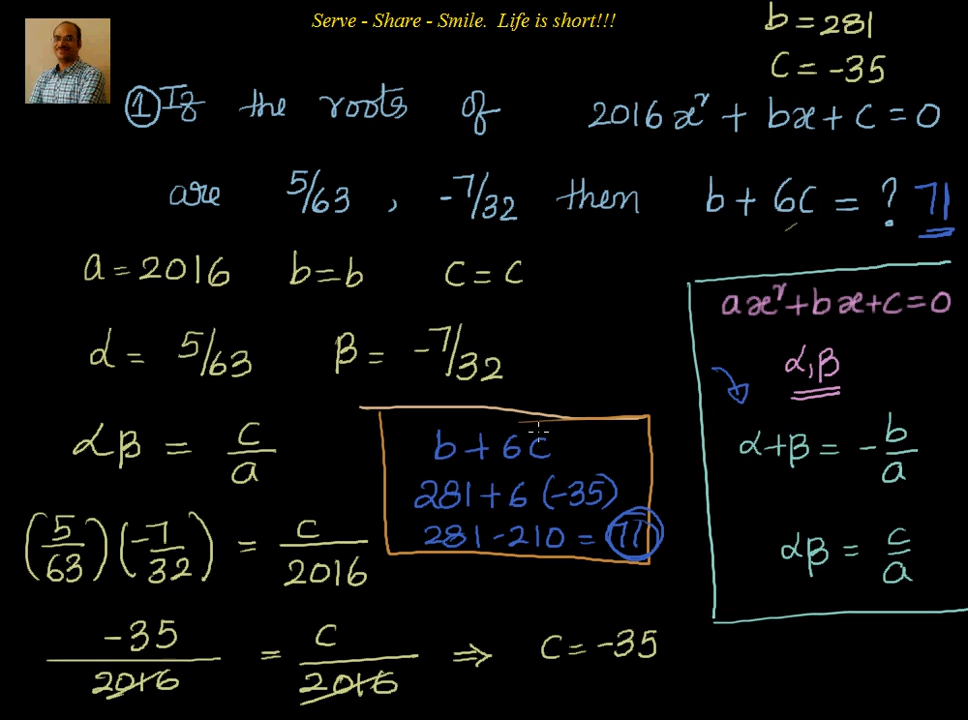 Serve - Share - Smile. Life is short!!!
b = 281
c = -35
① If the roots of 2016x² + bx + c = 0
are 5/63 , -7/32 then b + 6c = ? 71
a = 2016 b = b c = c
α = 5/63 β = -7/32
αβ = c/a
(5/63)(-7/32) = c/2016
-35/2016 = c/2016 ⇒ c = -35
b + 6c
281 + 6 (-35)
281 - 210 = 71
ax² + bx + c = 0
α, β
α + β = -b/a
αβ = c/a